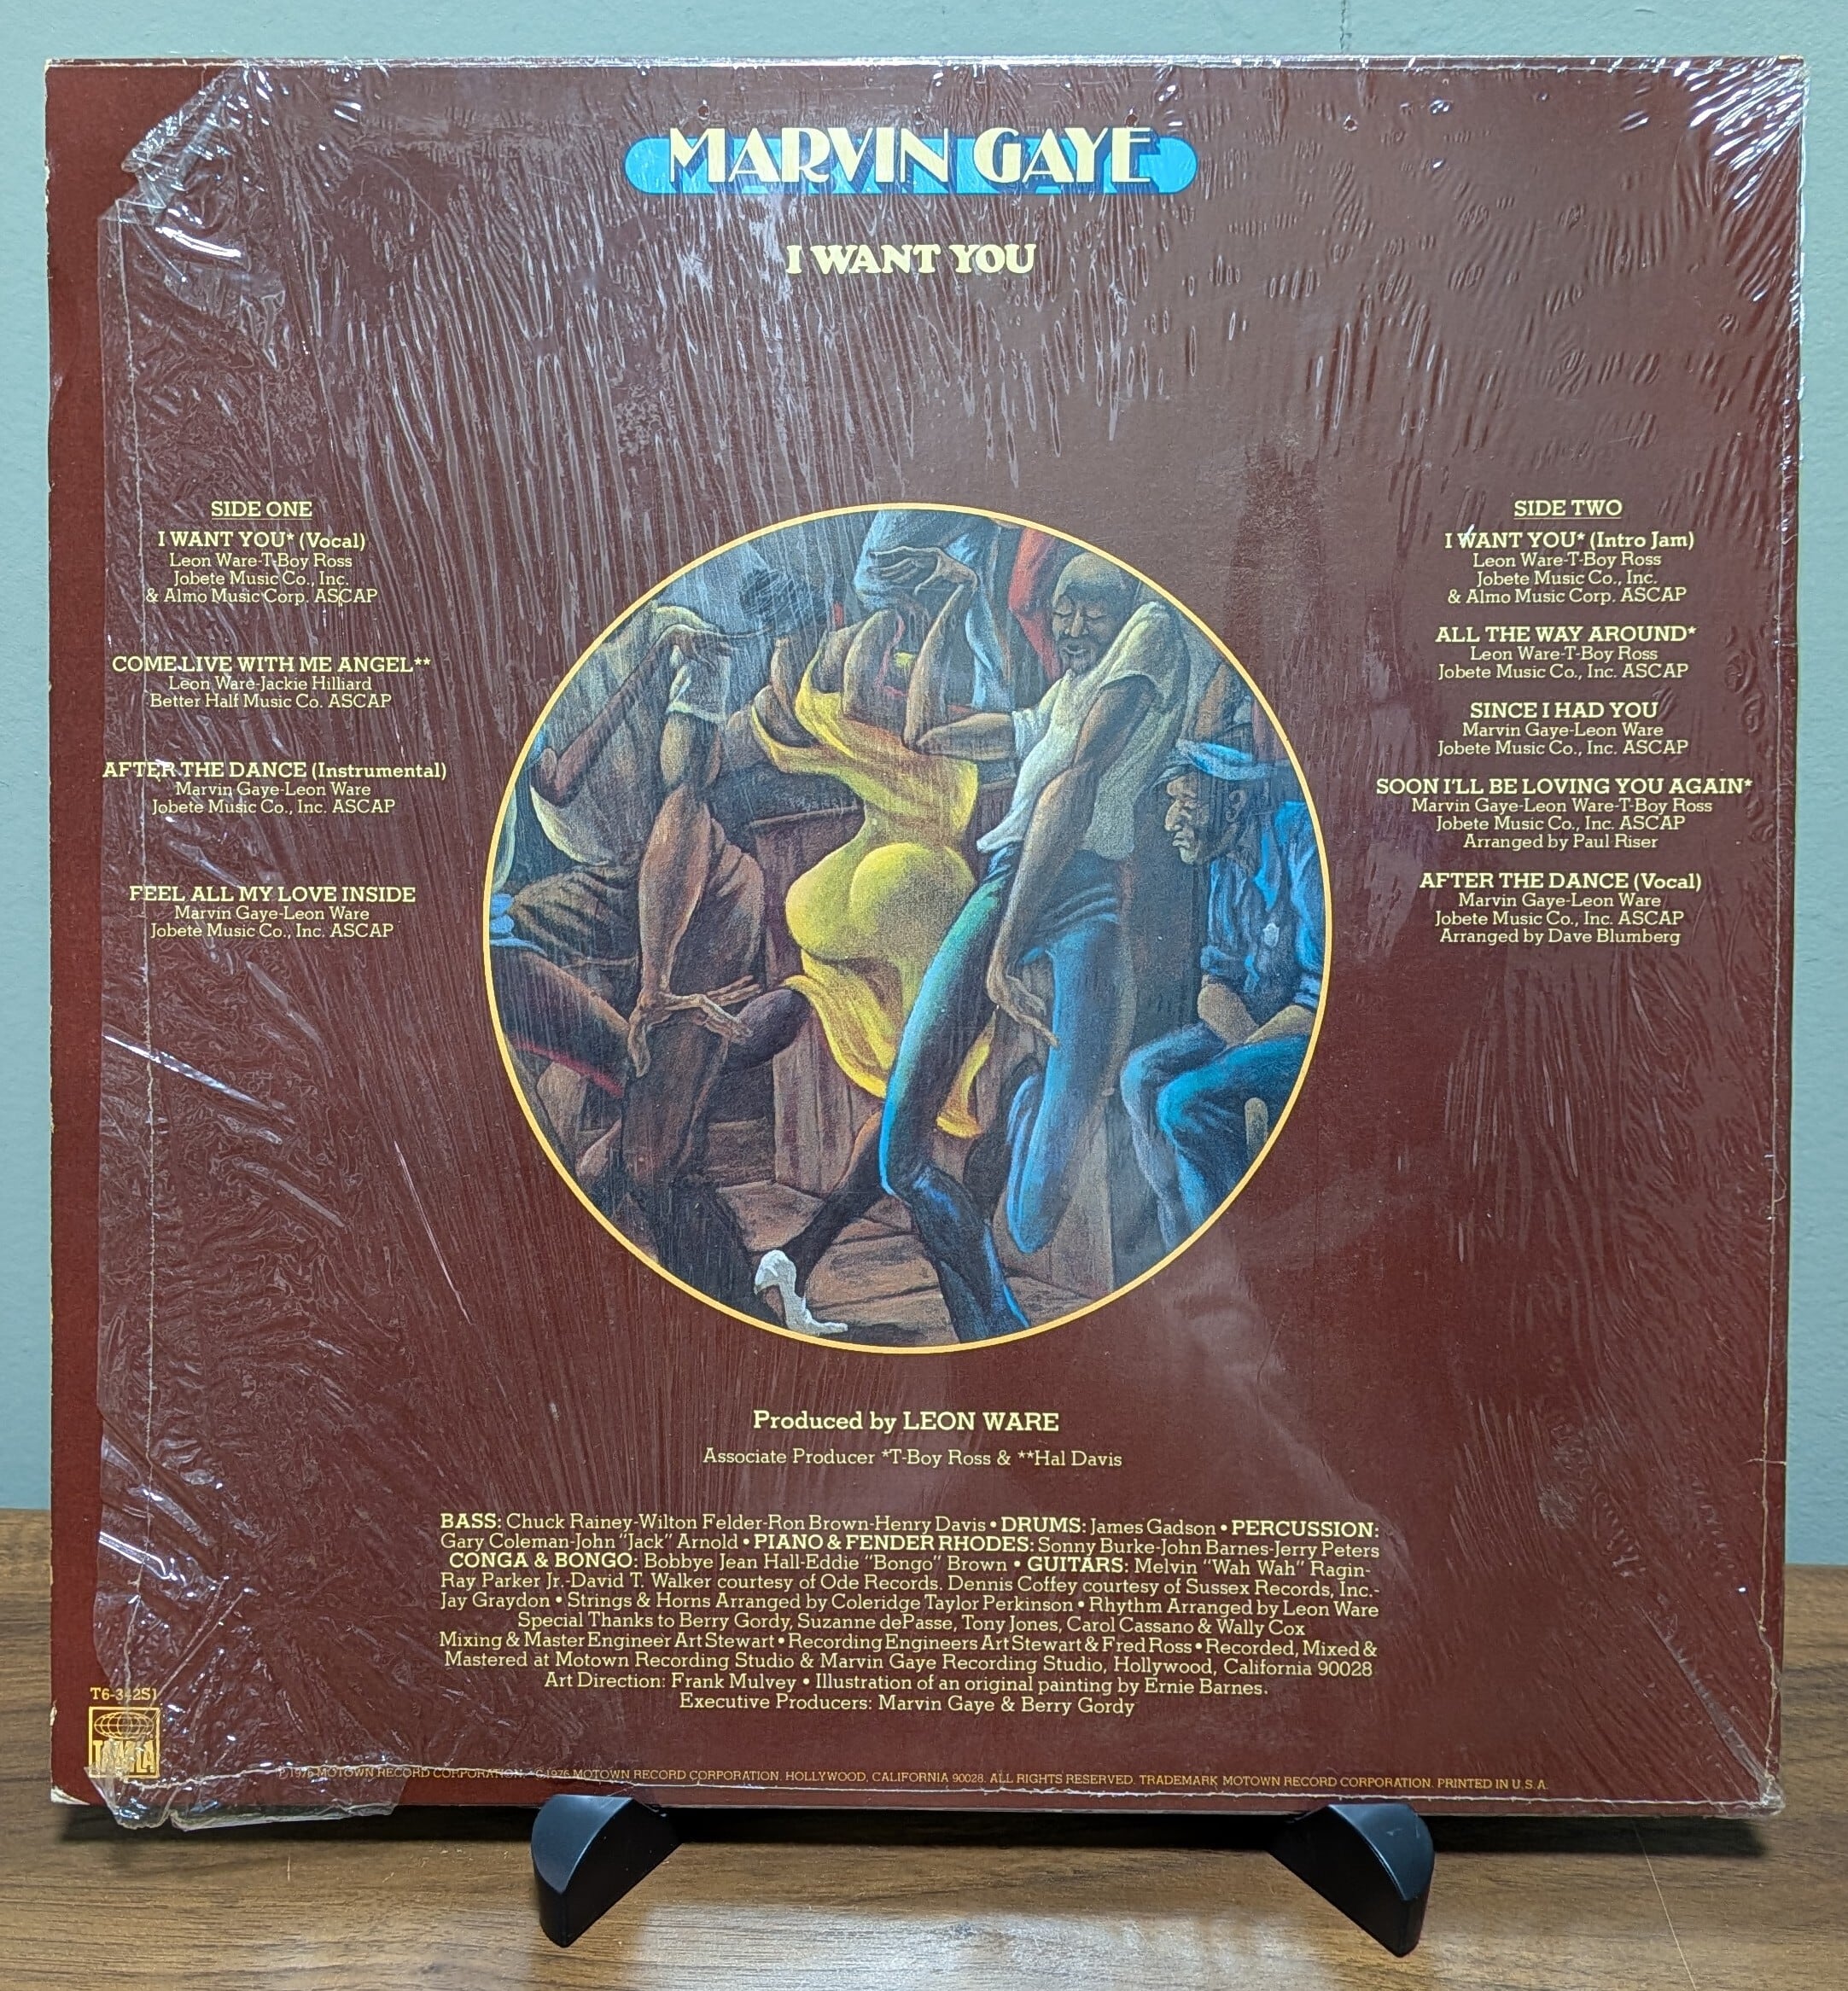 MARVIN GAYE
I WANT YOU
SIDE ONE
I WANT YOU* (Vocal)
Leon Ware-T-Boy Ross
Jobete Music Co., Inc.
& Almo Music Corp. ASCAP
COME LIVE WITH ME ANGEL**
Leon Ware-Jackie Hilliard
Better Half Music Co. ASCAP
AFTER THE DANCE (Instrumental)
Marvin Gaye-Leon Ware
Jobete Music Co., Inc. ASCAP
FEEL ALL MY LOVE INSIDE
Marvin Gaye-Leon Ware
Jobete Music Co., Inc. ASCAP
SIDE TWO
I WANT YOU* (Intro Jam)
Leon Ware-T-Boy Ross
Jobete Music Co., Inc.
& Almo Music Corp. ASCAP
ALL THE WAY AROUND*
Leon Ware-T-Boy Ross
Jobete Music Co., Inc. ASCAP
SINCE I HAD YOU
Marvin Gaye-Leon Ware
Jobete Music Co., Inc. ASCAP
SOON I'LL BE LOVING YOU AGAIN*
Marvin Gaye-Leon Ware-T-Boy Ross
Jobete Music Co., Inc. ASCAP
Arranged by Paul Riser
AFTER THE DANCE (Vocal)
Marvin Gaye-Leon Ware
Jobete Music Co., Inc. ASCAP
Arranged by Dave Blumberg
Produced by LEON WARE
Associate Producer *T-Boy Ross & **Hal Davis
BASS: Chuck Rainey-Wilton Felder-Ron Brown-Henry Davis • DRUMS: James Gadson • PERCUSSION:
Gary Coleman-John "Jack" Arnold • PIANO & FENDER RHODES: Sonny Burke-John Barnes-Jerry Peters
CONGA & BONGO: Bobbye Jean Hall-Eddie "Bongo" Brown • GUITARS: Melvin "Wah Wah" Ragin-
Ray Parker Jr.-David T. Walker courtesy of Ode Records. Dennis Coffey courtesy of Sussex Records, Inc.-
Jay Graydon • Strings & Horns Arranged by Coleridge Taylor Perkinson • Rhythm Arranged by Leon Ware
Special Thanks to Berry Gordy, Suzanne dePasse, Tony Jones, Carol Cassano & Wally Cox
Mixing & Master Engineer Art Stewart • Recording Engineers Art Stewart & Fred Ross • Recorded, Mixed &
Mastered at Motown Recording Studio & Marvin Gaye Recording Studio, Hollywood, California 90028
Art Direction: Frank Mulvey • Illustration of an original painting by Ernie Barnes.
Executive Producers: Marvin Gaye & Berry Gordy
T6-342S1
TAMLA
℗ 1976 MOTOWN RECORD CORPORATION. © 1976 MOTOWN RECORD CORPORATION. HOLLYWOOD, CALIFORNIA 90028. ALL RIGHTS RESERVED. TRADEMARK MOTOWN RECORD CORPORATION. PRINTED IN U.S.A.